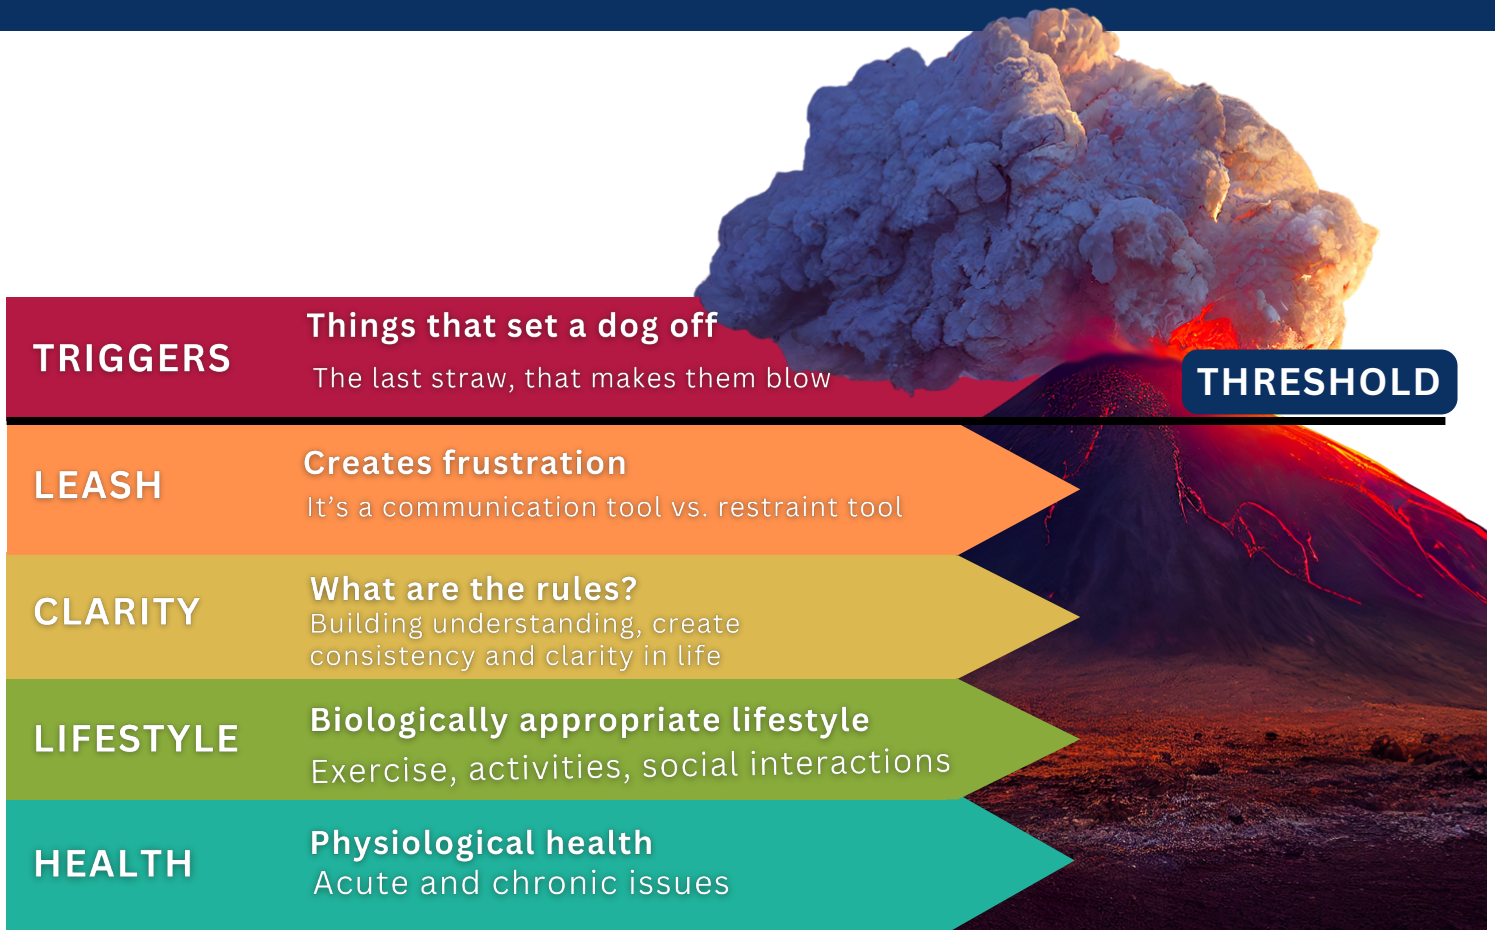 TRIGGERS
Things that set a dog off
The last straw, that makes them blow
THRESHOLD
LEASH
Creates frustration
It's a communication tool vs. restraint tool
CLARITY
What are the rules?
Building understanding, create
consistency and clarity in life
LIFESTYLE
Biologically appropriate lifestyle
Exercise, activities, social interactions
HEALTH
Physiological health
Acute and chronic issues